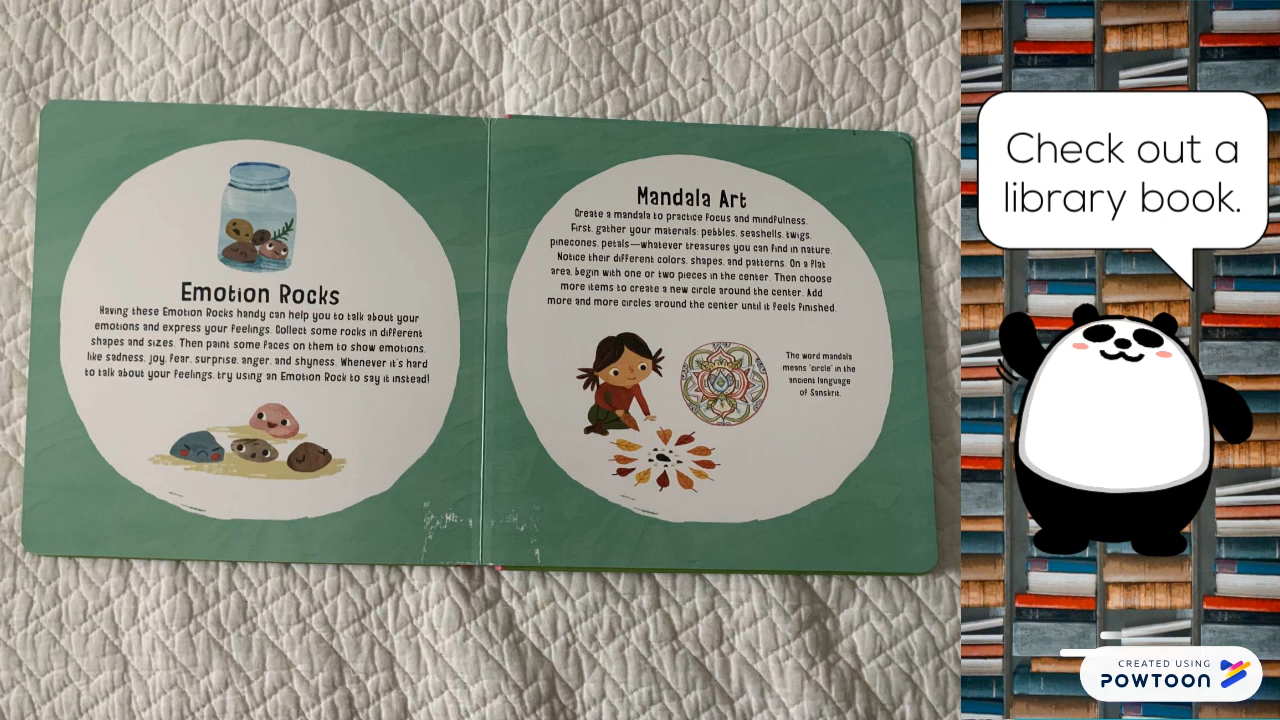 Emotion Rocks
Having these Emotion Rocks handy can help you to talk about your
emotions and express your feelings. Collect some rocks in different
shapes and sizes. Then paint some faces on them to show emotions,
like sadness, joy, fear, surprise, anger, and shyness. Whenever it's hard
to talk about your feelings, try using an Emotion Rock to say it instead!
Mandala Art
Create a mandala to practice focus and mindfulness.
First, gather your materials: pebbles, seashells, twigs,
pinecones, petals—whatever treasures you can find in nature.
Notice their different colors, shapes, and patterns. On a flat
area, begin with one or two pieces in the center. Then choose
more items to create a new circle around the center. Add
more and more circles around the center until it feels finished.
The word mandala
means "circle" in the
ancient language
of Sanskrit.
Check out a
library book.
CREATED USING
POWTOON